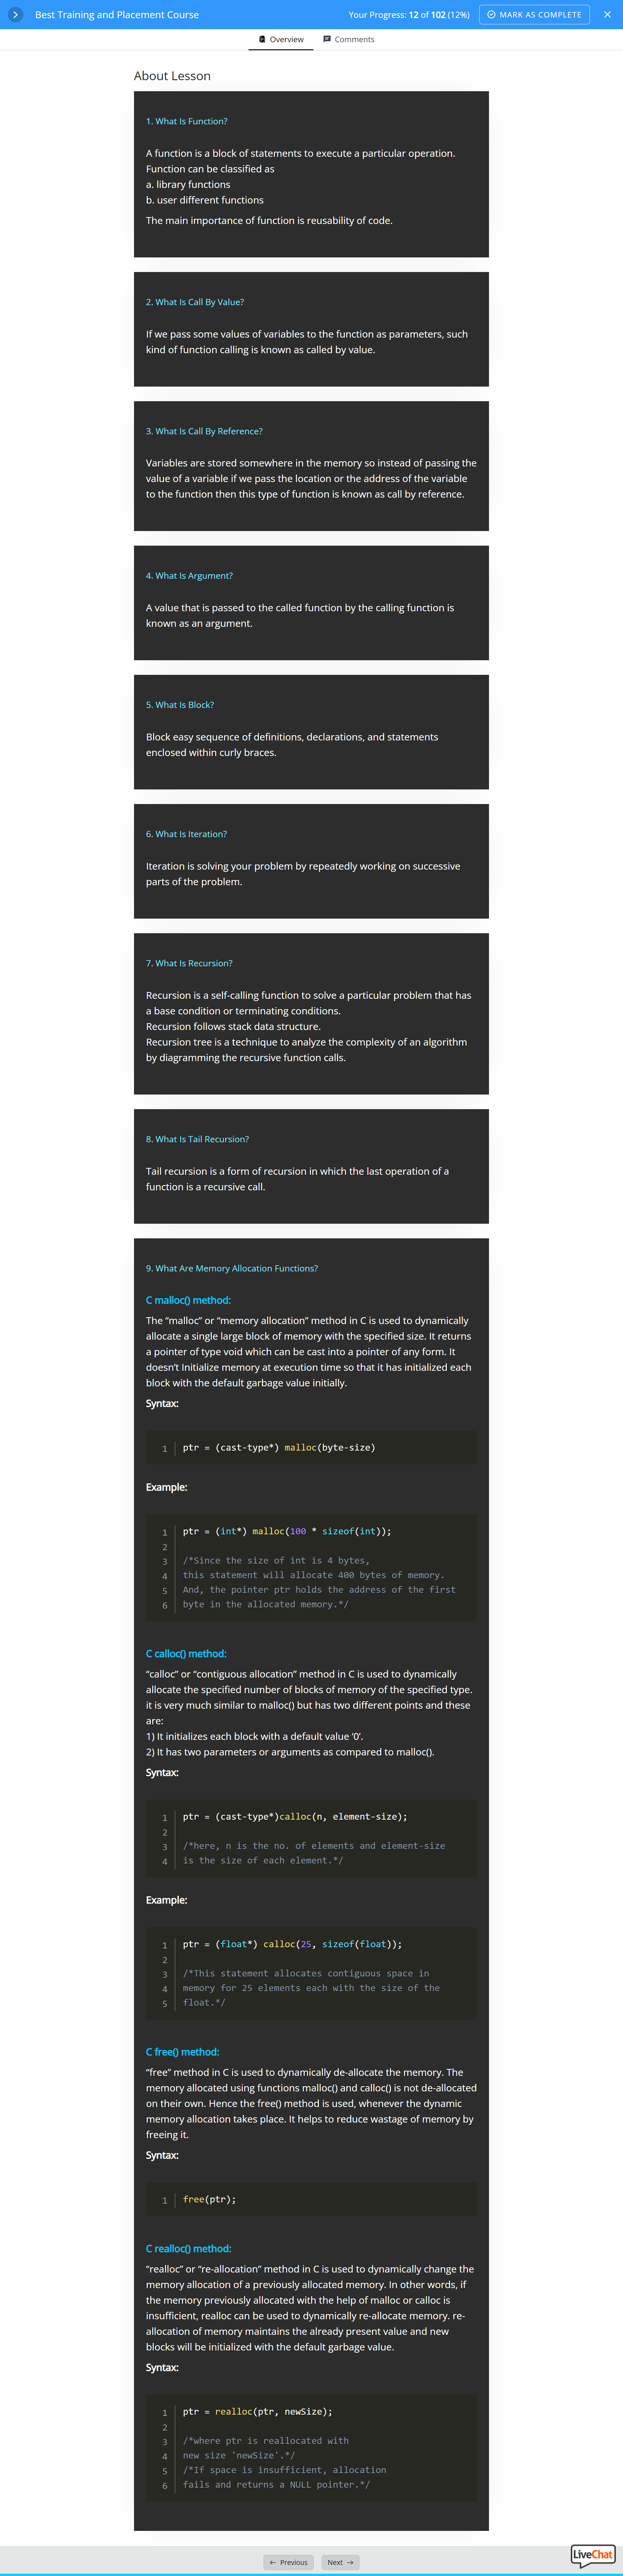 Best Training and Placement Course
Your Progress: 12 of 102 (12%)
MARK AS COMPLETE
Overview
Comments
About Lesson
1. What Is Function?
A function is a block of statements to execute a particular operation.
Function can be classified as
a. library functions
b. user different functions
The main importance of function is reusability of code.
2. What Is Call By Value?
If we pass some values of variables to the function as parameters, such
kind of function calling is known as called by value.
3. What Is Call By Reference?
Variables are stored somewhere in the memory so instead of passing the
value of a variable if we pass the location or the address of the variable
to the function then this type of function is known as call by reference.
4. What Is Argument?
A value that is passed to the called function by the calling function is
known as an argument.
5. What Is Block?
Block easy sequence of definitions, declarations, and statements
enclosed within curly braces.
6. What Is Iteration?
Iteration is solving your problem by repeatedly working on successive
parts of the problem.
7. What Is Recursion?
Recursion is a self-calling function to solve a particular problem that has
a base condition or terminating conditions.
Recursion follows stack data structure.
Recursion tree is a technique to analyze the complexity of an algorithm
by diagramming the recursive function calls.
8. What Is Tail Recursion?
Tail recursion is a form of recursion in which the last operation of a
function is a recursive call.
9. What Are Memory Allocation Functions?
C malloc() method:
The “malloc” or “memory allocation” method in C is used to dynamically
allocate a single large block of memory with the specified size. It returns
a pointer of type void which can be cast into a pointer of any form. It
doesn’t Initialize memory at execution time so that it has initialized each
block with the default garbage value initially.
Syntax:
1 ptr = (cast-type*) malloc(byte-size)
Example:
1 ptr = (int*) malloc(100 * sizeof(int));
2
3 /*Since the size of int is 4 bytes,
4 this statement will allocate 400 bytes of memory.
5 And, the pointer ptr holds the address of the first
6 byte in the allocated memory.*/
C calloc() method:
“calloc” or “contiguous allocation” method in C is used to dynamically
allocate the specified number of blocks of memory of the specified type.
it is very much similar to malloc() but has two different points and these
are:
1) It initializes each block with a default value ‘0’.
2) It has two parameters or arguments as compared to malloc().
Syntax:
1 ptr = (cast-type*)calloc(n, element-size);
2
3 /*here, n is the no. of elements and element-size
4 is the size of each element.*/
Example:
1 ptr = (float*) calloc(25, sizeof(float));
2
3 /*This statement allocates contiguous space in
4 memory for 25 elements each with the size of the
5 float.*/
C free() method:
“free” method in C is used to dynamically de-allocate the memory. The
memory allocated using functions malloc() and calloc() is not de-allocated
on their own. Hence the free() method is used, whenever the dynamic
memory allocation takes place. It helps to reduce wastage of memory by
freeing it.
Syntax:
1 free(ptr);
C realloc() method:
“realloc” or “re-allocation” method in C is used to dynamically change the
memory allocation of a previously allocated memory. In other words, if
the memory previously allocated with the help of malloc or calloc is
insufficient, realloc can be used to dynamically re-allocate memory. re-
allocation of memory maintains the already present value and new
blocks will be initialized with the default garbage value.
Syntax:
1 ptr = realloc(ptr, newSize);
2
3 /*where ptr is reallocated with
4 new size 'newSize'.*/
5 /*If space is insufficient, allocation
6 fails and returns a NULL pointer.*/
← Previous
Next →
LiveChat